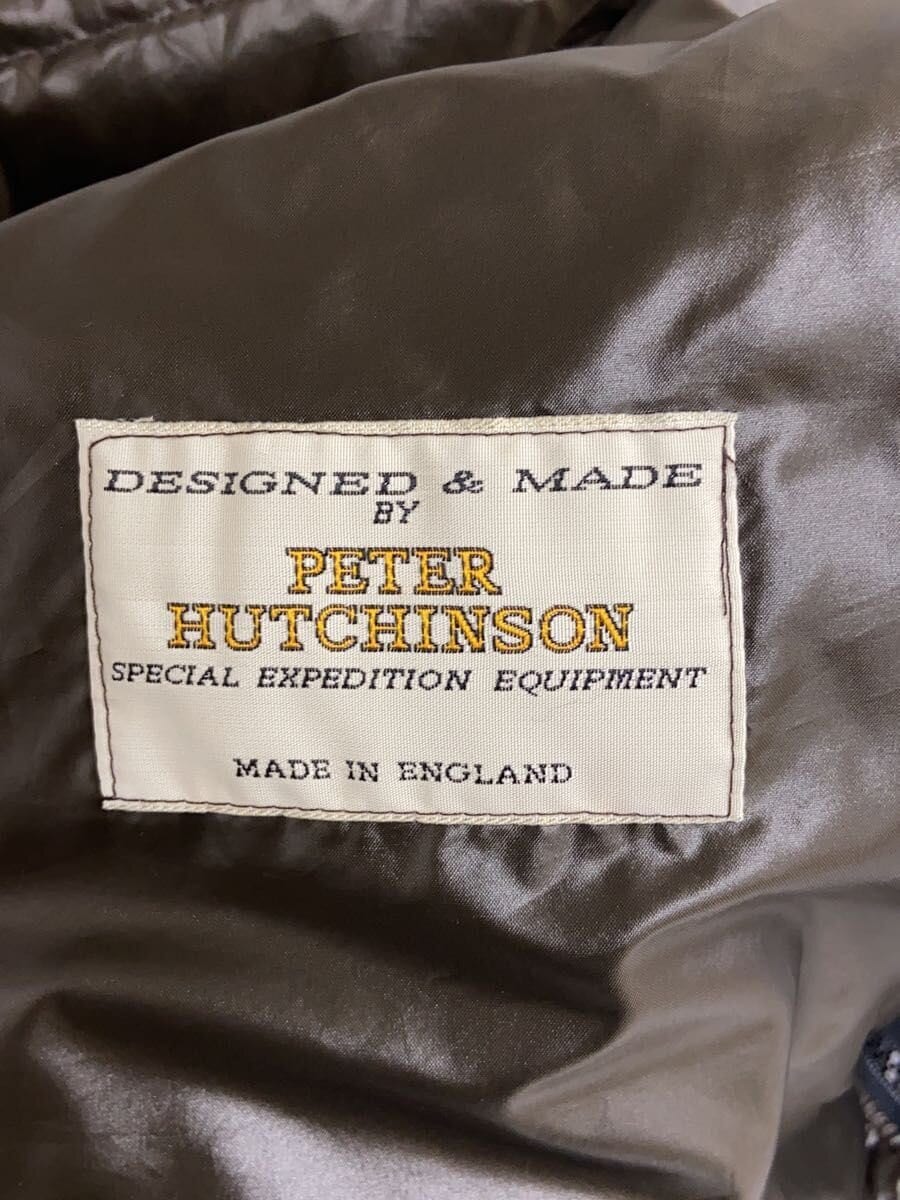 DESIGNED & MADE
BY
PETER
HUTCHINSON
SPECIAL EXPEDITION EQUIPMENT
MADE IN ENGLAND